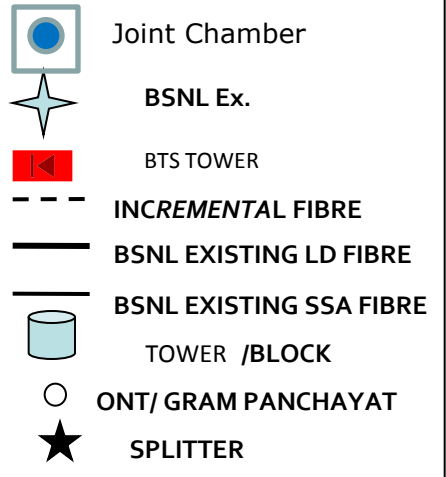 Joint Chamber
BSNL Ex.
BTS TOWER
INCREMENTAL FIBRE
BSNL EXISTING LD FIBRE
BSNL EXISTING SSA FIBRE
TOWER /BLOCK
ONT/ GRAM PANCHAYAT
SPLITTER